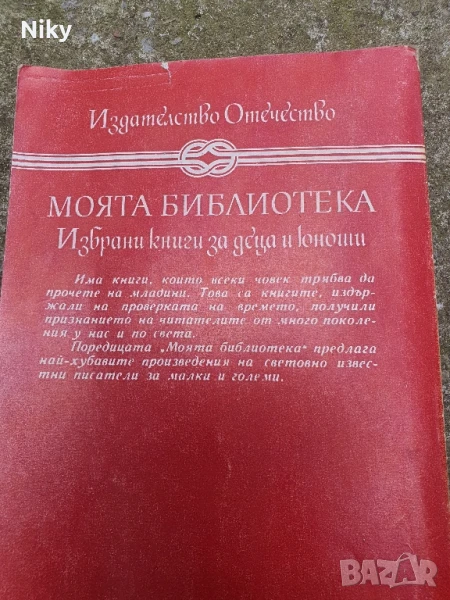 Niky
Издателство Отечество
МОЯТА БИБЛИОТЕКА
Избрани книги за деца и юноши
Има книги, които всеки човек трябва да
прочете на младини. Това са книгите, издър-
жали на проверката на времето, получили
признанието на читателите от много поколе-
ния у нас и по света.
Поредицата „Моята библиотека“ предлага
най-хубавите произведения на световно извест-
ни писатели за малки и големи.
BAZAR